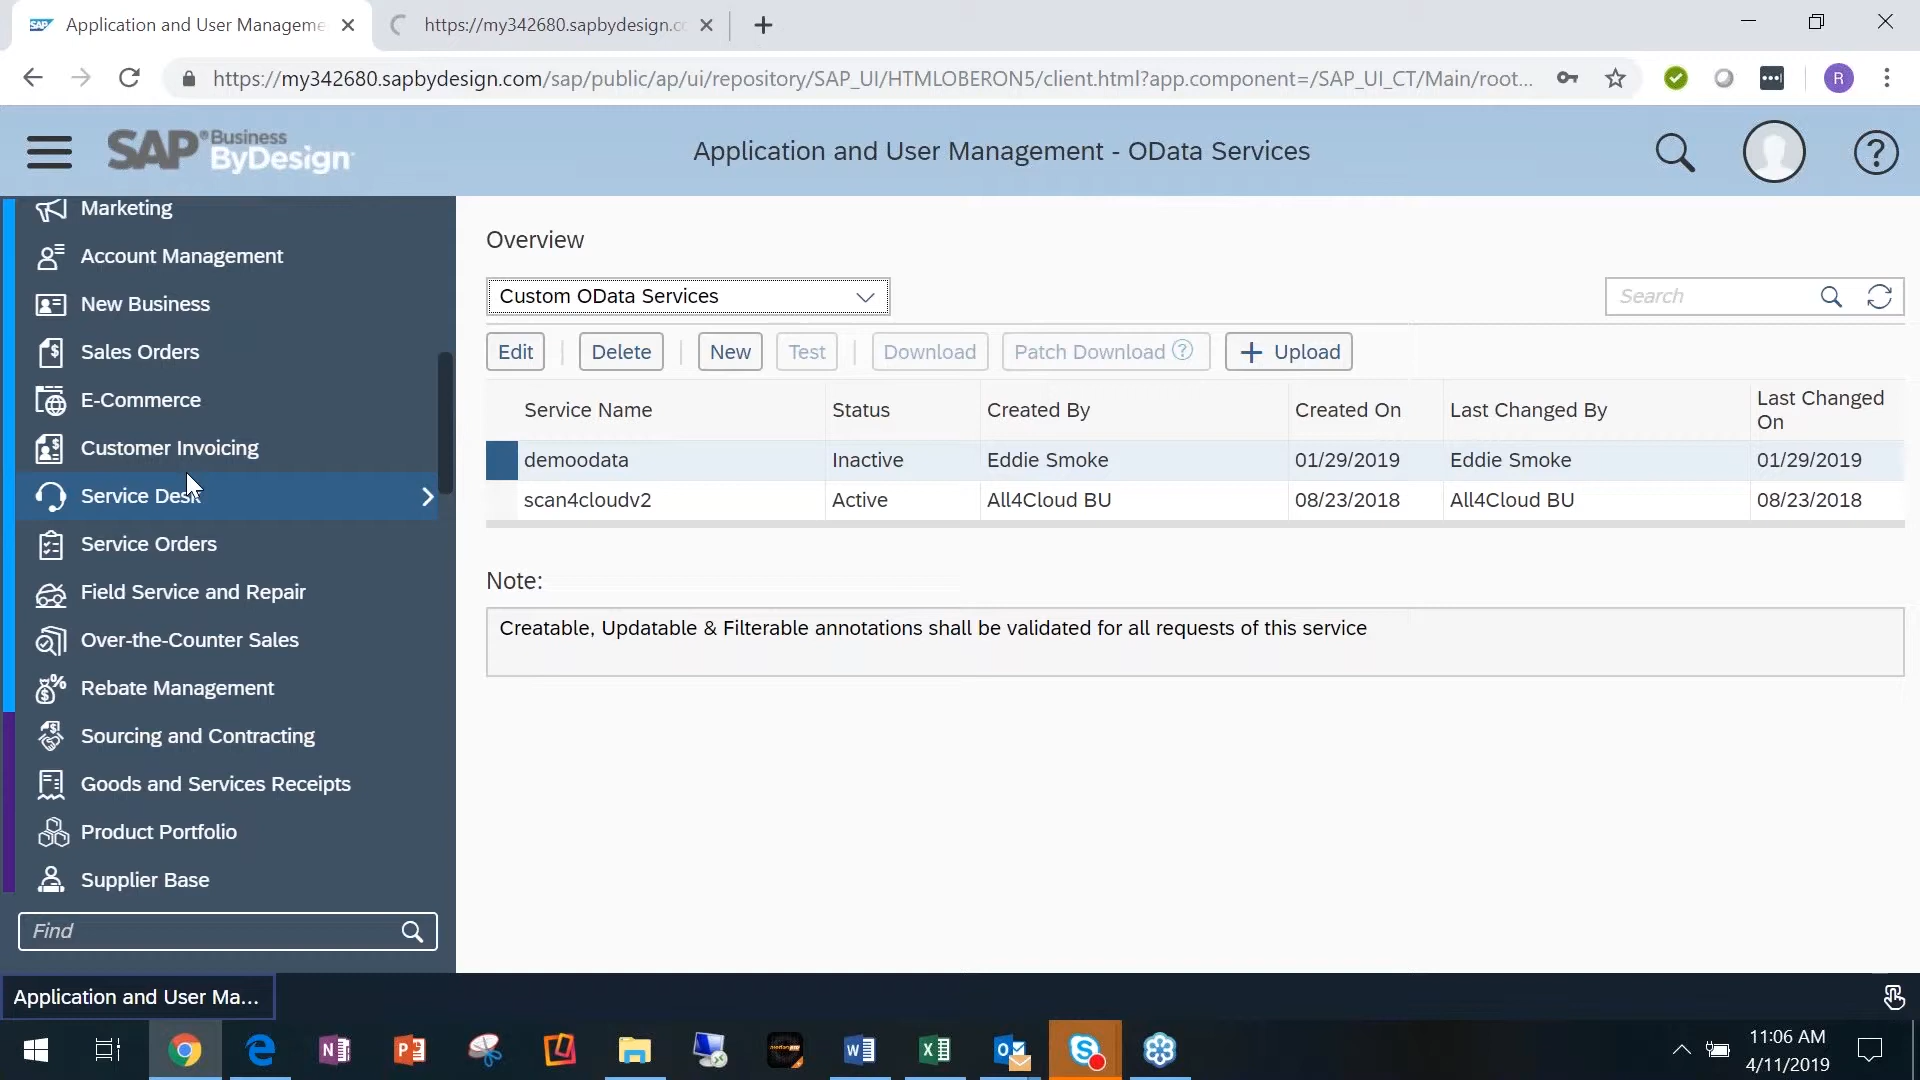 Application and User Manageme
https://my342680.sapbydesign.c
https://my342680.sapbydesign.com/sap/public/ap/ui/repository/SAP_UI/HTMLOBERON5/client.html?app.component=/SAP_UI_CT/Main/root...
R
SAP® Business ByDesign
Application and User Management - OData Services
Marketing
Account Management
New Business
Sales Orders
E-Commerce
Customer Invoicing
Service Desk
Service Orders
Field Service and Repair
Over-the-Counter Sales
Rebate Management
Sourcing and Contracting
Goods and Services Receipts
Product Portfolio
Supplier Base
Find
Overview
Custom OData Services
Search
Edit Delete New Test Download Patch Download ? + Upload
Service Name Status Created By Created On Last Changed By Last Changed On
demoodata Inactive Eddie Smoke 01/29/2019 Eddie Smoke 01/29/2019
scan4cloudv2 Active All4Cloud BU 08/23/2018 All4Cloud BU 08/23/2018
Note:
Creatable, Updatable & Filterable annotations shall be validated for all requests of this service
Application and User Ma...
11:06 AM
4/11/2019